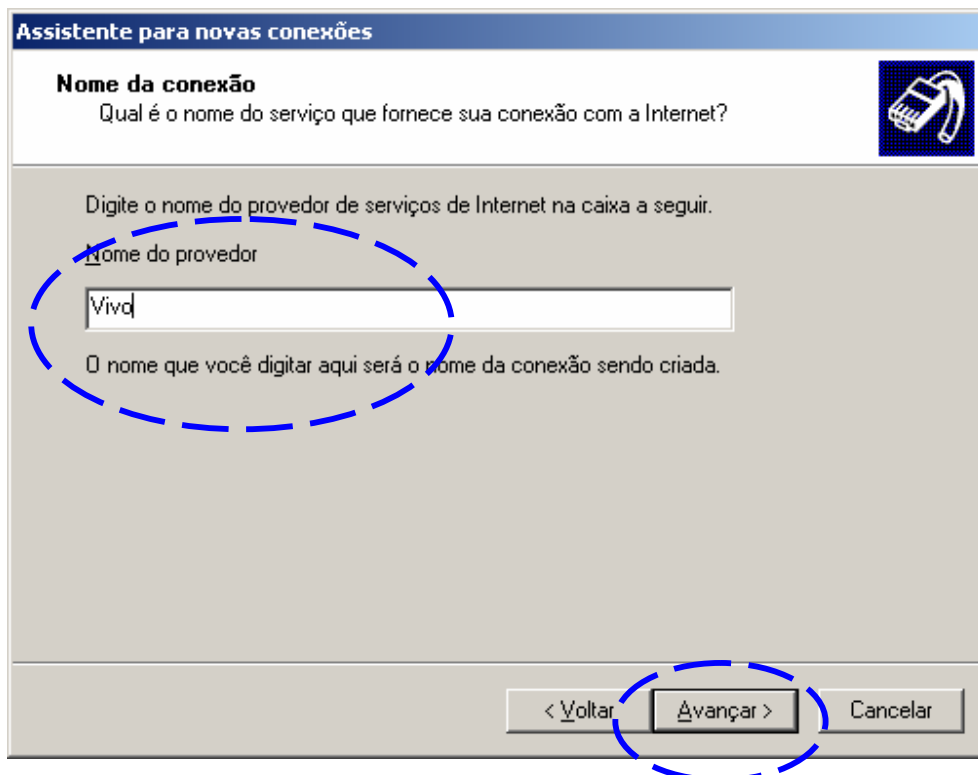 Assistente para novas conexões
Nome da conexão
Qual é o nome do serviço que fornece sua conexão com a Internet?
Digite o nome do provedor de serviços de Internet na caixa a seguir.
Nome do provedor
Vivo
O nome que você digitar aqui será o nome da conexão sendo criada.
< Voltar Avançar > Cancelar